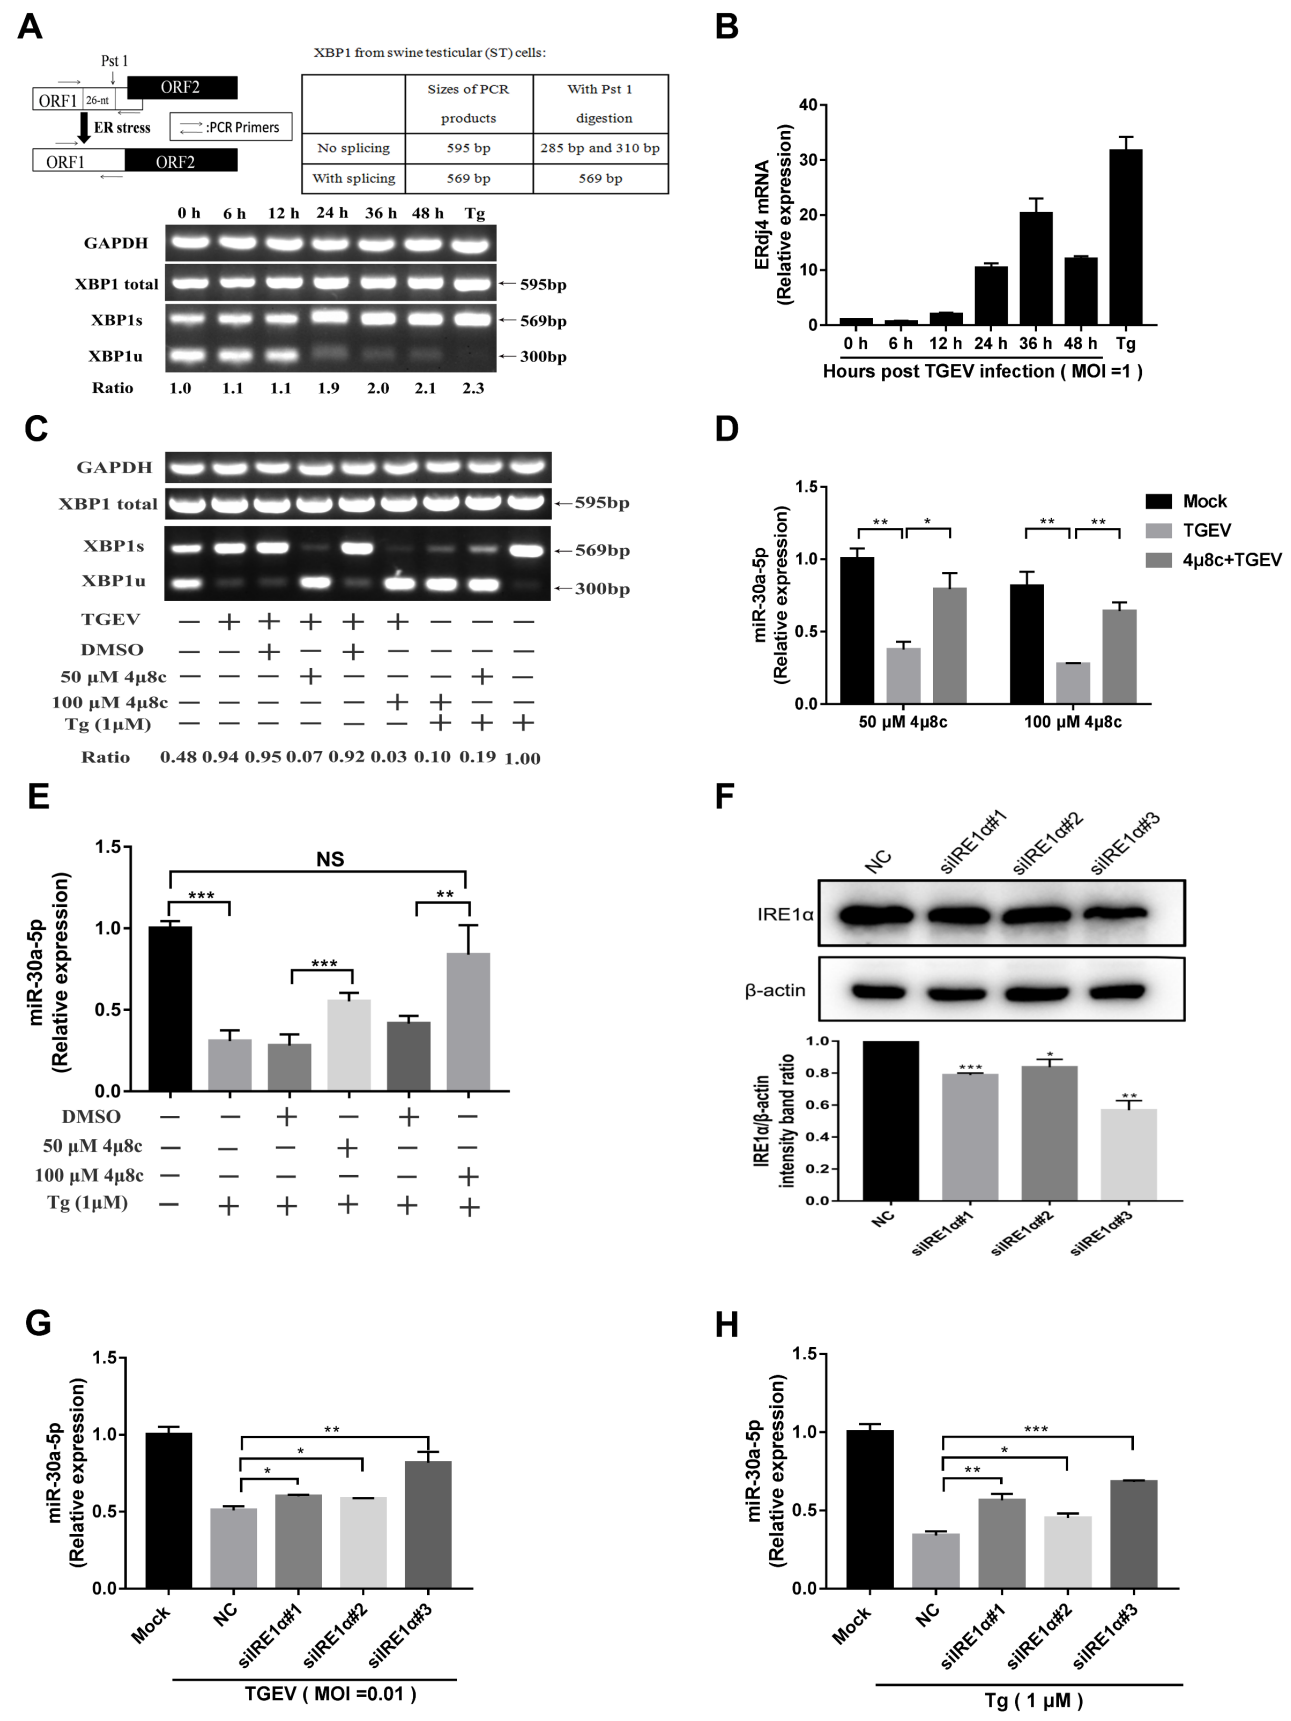 A
Pst 1
ORF2
ORF1
26-nt
ER stress
:PCR Primers
ORF1
ORF2
XBP1 from swine testicular (ST) cells:
Sizes of PCR products
With Pst 1 digestion
No splicing
595 bp
285 bp and 310 bp
With splicing
569 bp
569 bp
0 h 6 h 12 h 24 h 36 h 48 h Tg
GAPDH
XBP1 total
595bp
XBP1s
569bp
XBP1u
300bp
Ratio 1.0 1.1 1.1 1.9 2.0 2.1 2.3
B
ERdj4 mRNA
(Relative expression)
40
30
20
10
0
0 h 6 h 12 h 24 h 36 h 48 h Tg
Hours post TGEV infection ( MOI =1 )
C
GAPDH
XBP1 total
595bp
XBP1s
569bp
XBP1u
300bp
TGEV — + + + + + — — —
DMSO — — + — + — — — —
50 μM 4μ8c — — — + — — — + —
100 μM 4μ8c — — — — — + + — —
Tg (1μM) — — — — — — + + +
Ratio 0.48 0.94 0.95 0.07 0.92 0.03 0.10 0.19 1.00
D
miR-30a-5p
(Relative expression)
1.5
1.0
0.5
0.0
** * ** **
50 μM 4μ8c 100 μM 4μ8c
Mock
TGEV
4μ8c+TGEV
E
miR-30a-5p
(Relative expression)
1.5
1.0
0.5
0.0
NS
*** *** **
DMSO — — + — + —
50 μM 4μ8c — — — + — —
100 μM 4μ8c — — — — — +
Tg (1μM) — + + + + +
F
NC siIRE1α#1 siIRE1α#2 siIRE1α#3
IRE1α
β-actin
IRE1α/β-actin
intensity band ratio
1.0
0.8
0.6
0.4
0.2
0.0
*** * **
NC siIRE1α#1 siIRE1α#2 siIRE1α#3
G
miR-30a-5p
(Relative expression)
1.5
1.0
0.5
0.0
**
*
*
Mock NC siIRE1α#1 siIRE1α#2 siIRE1α#3
TGEV ( MOI =0.01 )
H
miR-30a-5p
(Relative expression)
1.5
1.0
0.5
0.0
***
*
**
Mock NC siIRE1α#1 siIRE1α#2 siIRE1α#3
Tg ( 1 μM )